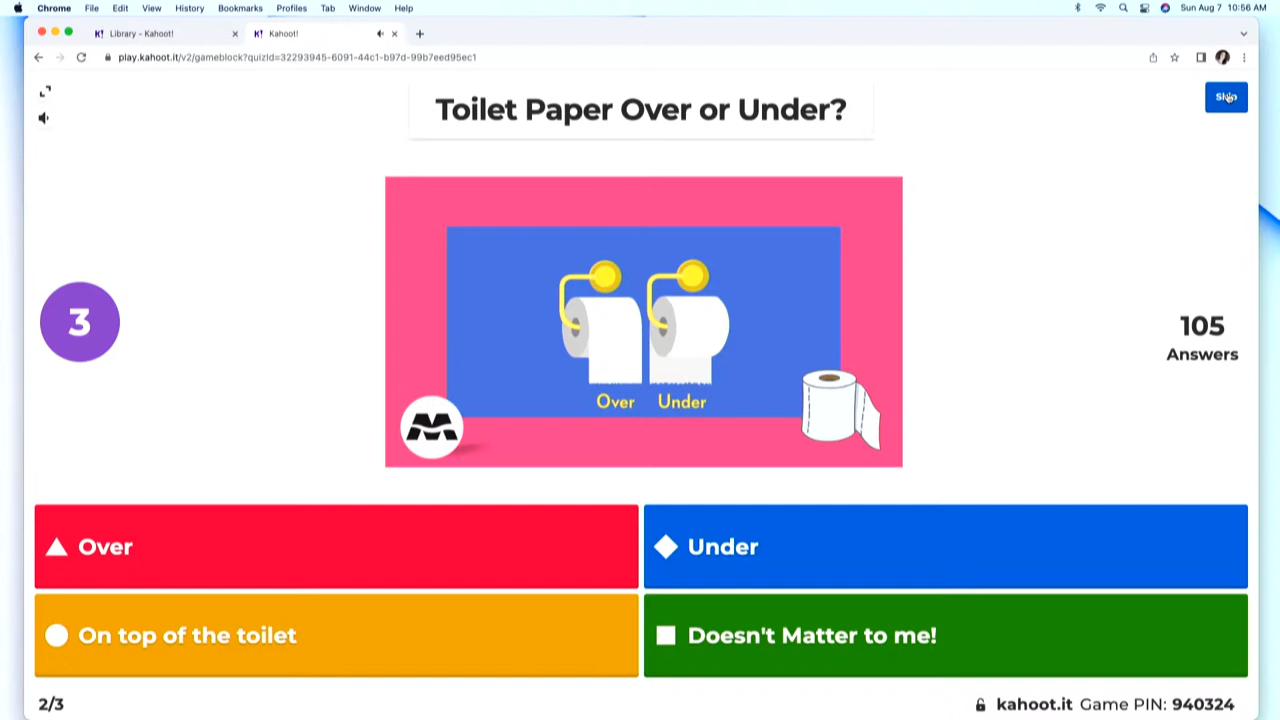 Chrome File Edit View History Bookmarks Profiles Tab Window Help Sun Aug 7 10:56 AM
K! Library - Kahoot! K! Kahoot!
play.kahoot.it/v2/gameblock?quizId=32293945-6091-44c1-b97d-99b7eed95ec1
Toilet Paper Over or Under?
Skip
3
105
Answers
Over Under
Over
Under
On top of the toilet
Doesn't Matter to me!
2/3
kahoot.it Game PIN: 940324